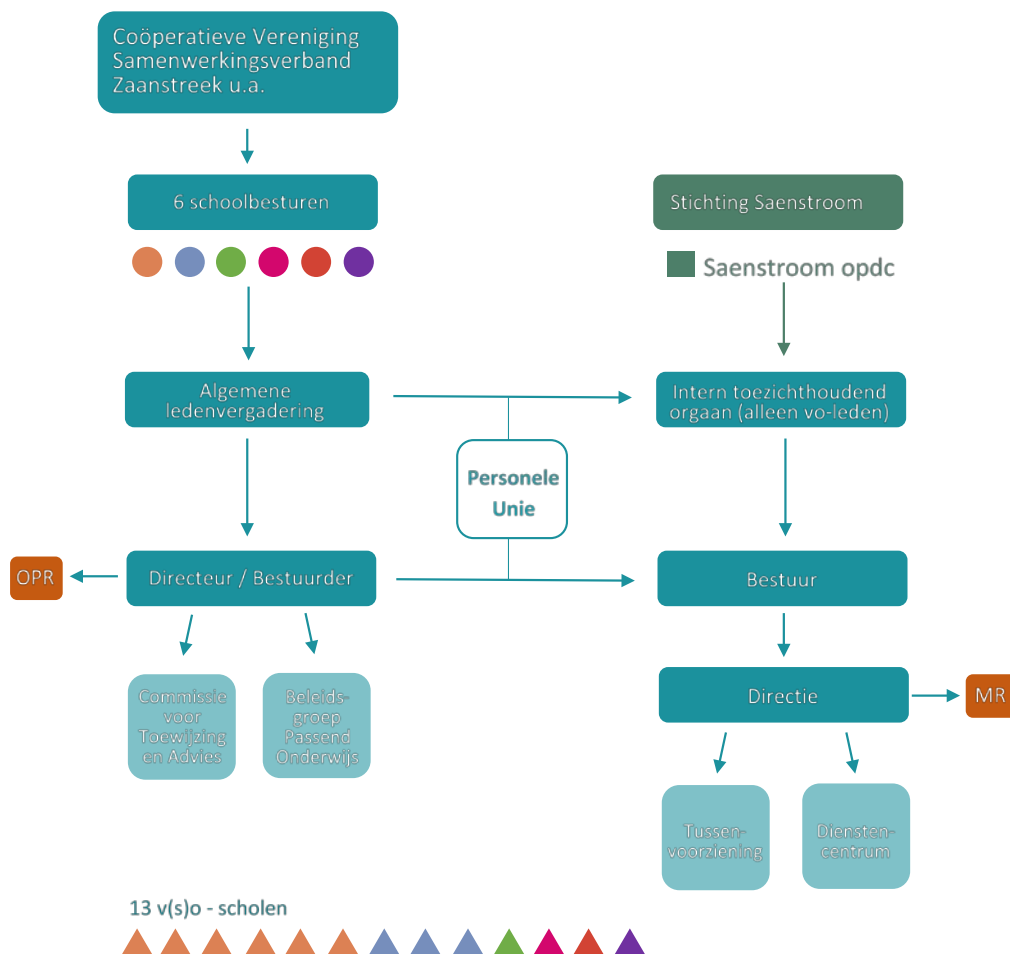 Coöperatieve Vereniging
Samenwerkingsverband
Zaanstreek u.a.
6 schoolbesturen
Stichting Saenstroom
Saenstroom opdc
Algemene
ledenvergadering
Intern toezichthoudend
orgaan (alleen vo-leden)
Personele
Unie
OPR
Directeur / Bestuurder
Bestuur
Commissie
voor
Toewijzing
en Advies
Beleids-
groep
Passend
Onderwijs
Directie
MR
Tussen-
voorziening
Diensten-
centrum
13 v(s)o - scholen